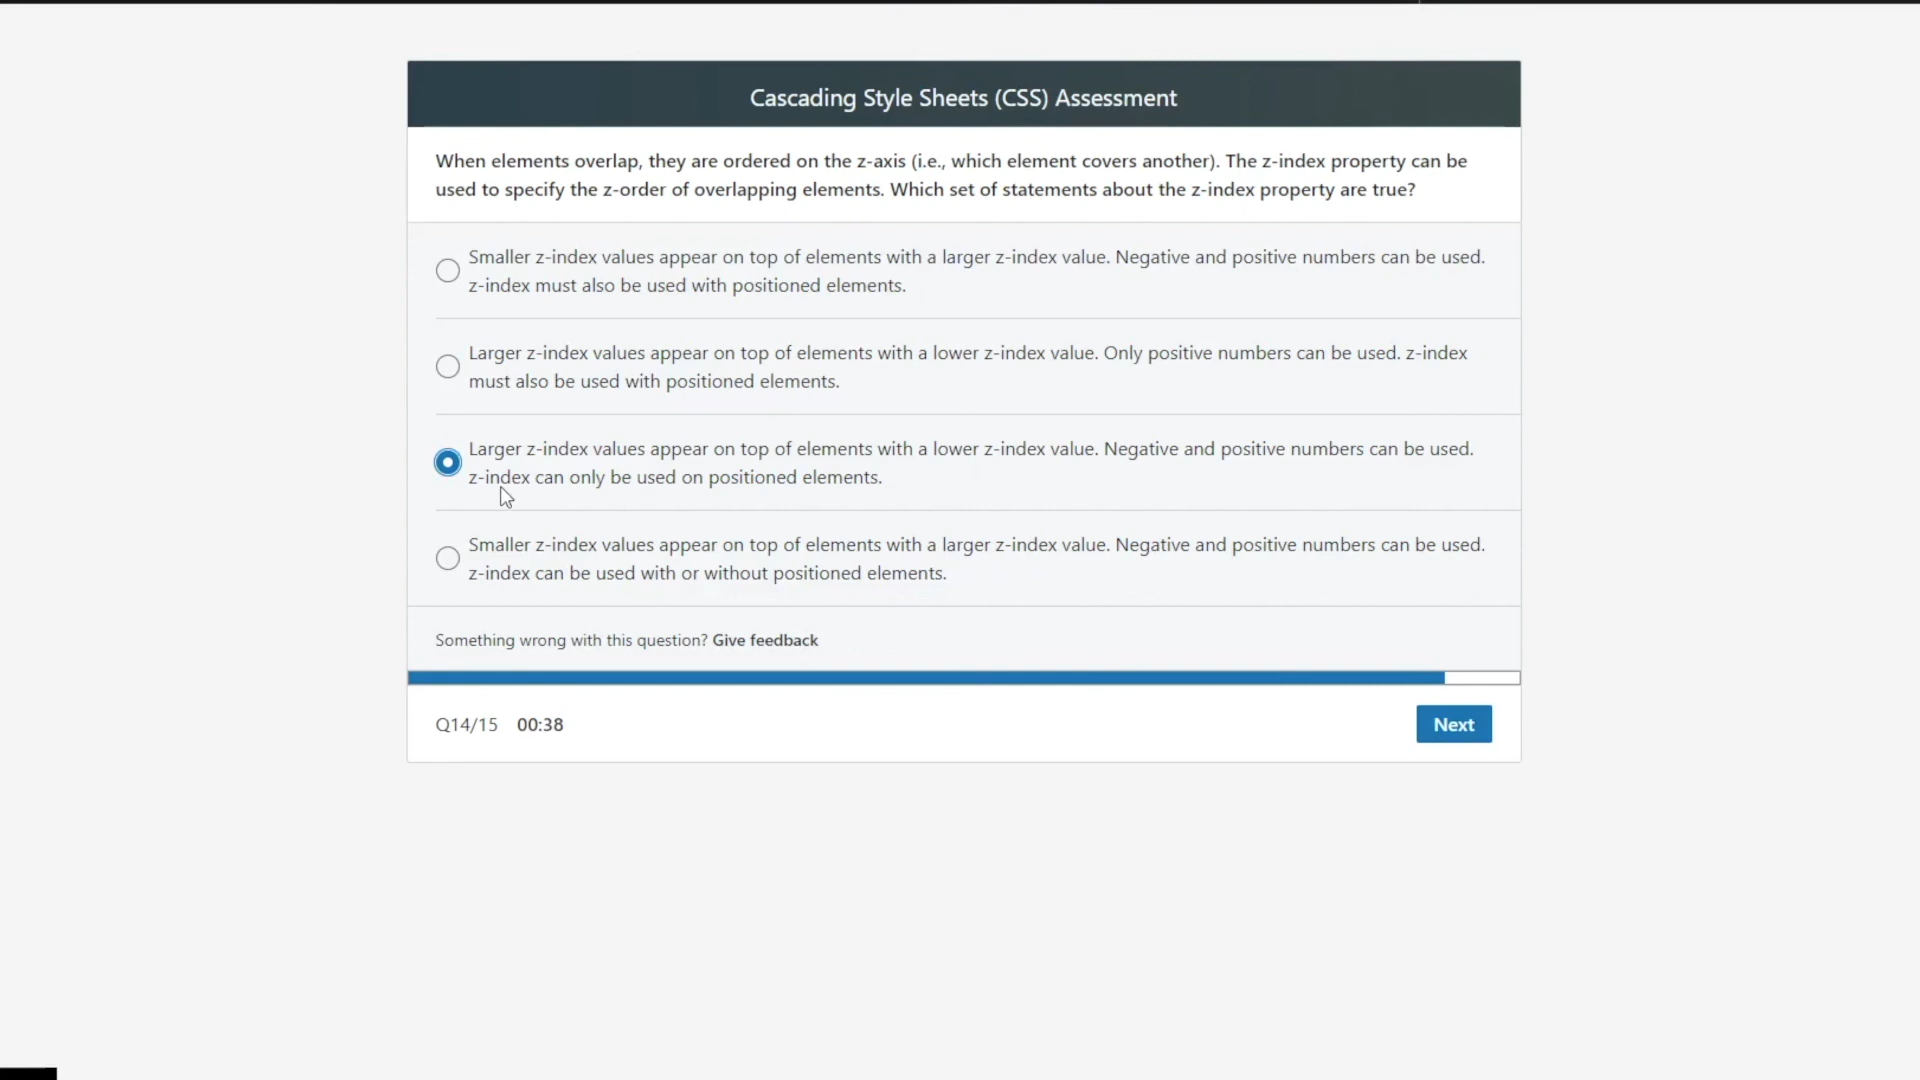 Cascading Style Sheets (CSS) Assessment
When elements overlap, they are ordered on the z-axis (i.e., which element covers another). The z-index property can be
used to specify the z-order of overlapping elements. Which set of statements about the z-index property are true?
Smaller z-index values appear on top of elements with a larger z-index value. Negative and positive numbers can be used.
z-index must also be used with positioned elements.
Larger z-index values appear on top of elements with a lower z-index value. Only positive numbers can be used. z-index
must also be used with positioned elements.
Larger z-index values appear on top of elements with a lower z-index value. Negative and positive numbers can be used.
z-index can only be used on positioned elements.
Smaller z-index values appear on top of elements with a larger z-index value. Negative and positive numbers can be used.
z-index can be used with or without positioned elements.
Something wrong with this question? Give feedback
Q14/15 00:38
Next